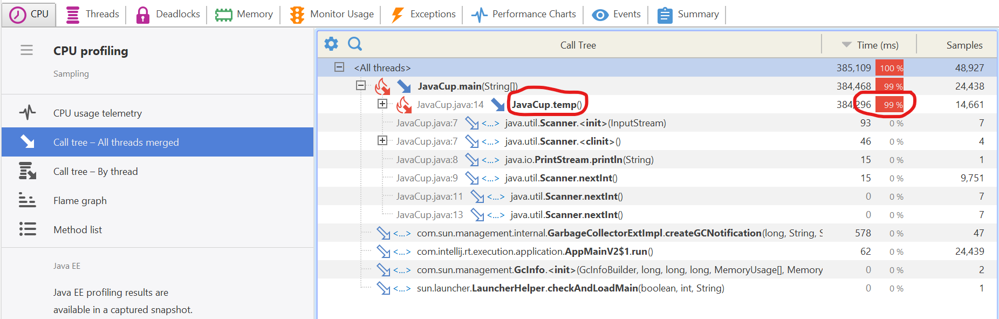 CPU Threads Deadlocks Memory Monitor Usage Exceptions Performance Charts Events Summary
CPU profiling
Sampling
CPU usage telemetry
Call tree – All threads merged
Call tree – By thread
Flame graph
Method list
Java EE
Java EE profiling results are
available in a captured snapshot.
Call Tree Time (ms) Samples
<All threads> 385,109 100 % 48,927
JavaCup.main(String[]) 384,468 99 % 24,438
JavaCup.java:14 JavaCup.temp() 384,296 99 % 14,661
JavaCup.java:7 <...> java.util.Scanner.<init>(InputStream) 93 0 % 7
JavaCup.java:7 <...> java.util.Scanner.<clinit>() 46 0 % 4
JavaCup.java:8 <...> java.io.PrintStream.println(String) 15 0 % 1
JavaCup.java:9 <...> java.util.Scanner.nextInt() 15 0 % 9,751
JavaCup.java:11 <...> java.util.Scanner.nextInt() 0 0 % 7
JavaCup.java:13 <...> java.util.Scanner.nextInt() 0 0 % 7
<...> com.sun.management.internal.GarbageCollectorExtImpl.createGCNotification(long, String, S 578 0 % 47
<...> com.intellij.rt.execution.application.AppMainV2$1.run() 62 0 % 24,439
<...> com.sun.management.GcInfo.<init>(GcInfoBuilder, long, long, long, MemoryUsage[], Memory 0 0 % 2
<...> sun.launcher.LauncherHelper.checkAndLoadMain(boolean, int, String) 0 0 % 1